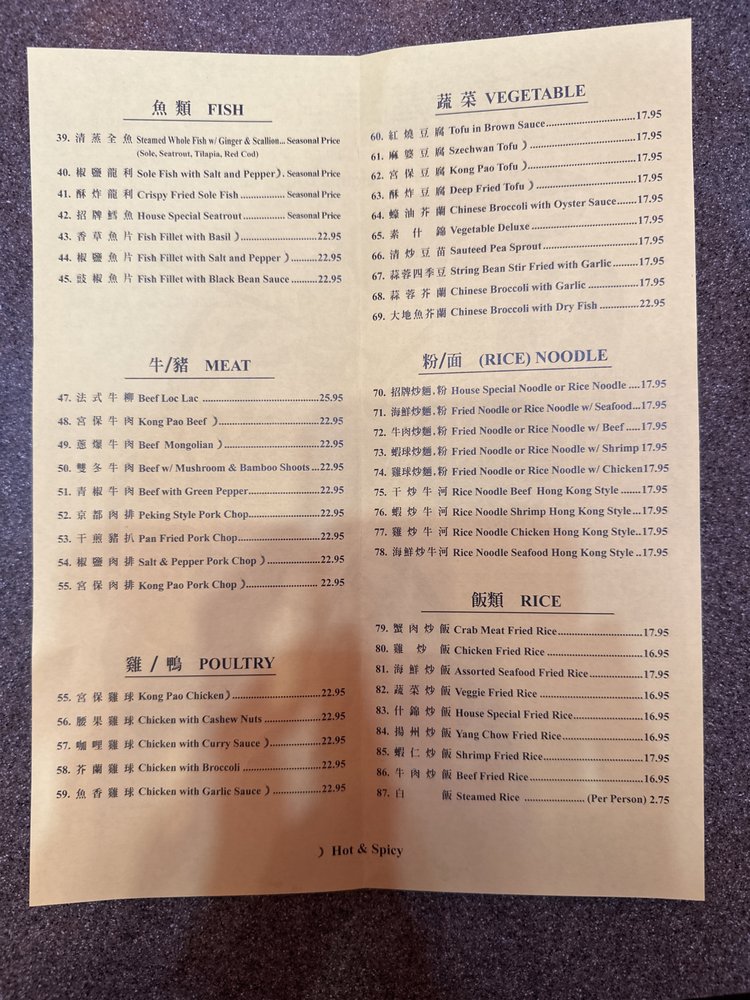 魚類 FISH
39. 清蒸全魚 Steamed Whole Fish w/ Ginger & Scallion... Seasonal Price
(Sole, Seatrout, Tilapia, Red Cod)
40. 椒鹽龍利 Sole Fish with Salt and Pepper). Seasonal Price
41. 酥炸龍利 Crispy Fried Sole Fish ............... Seasonal Price
42. 招牌鱈魚 House Special Seatrout .............. Seasonal Price
43. 香草魚片 Fish Fillet with Basil )..........................22.95
44. 椒鹽魚片 Fish Fillet with Salt and Pepper ).........22.95
45. 豉椒魚片 Fish Fillet with Black Bean Sauce .........22.95
牛/豬 MEAT
47. 法式牛柳 Beef Loc Lac .....................................25.95
48. 宮保牛肉 Kong Pao Beef )................................22.95
49. 蔥爆牛肉 Beef Mongolian )...............................22.95
50. 雙冬牛肉 Beef w/ Mushroom & Bamboo Shoots ...22.95
51. 青椒牛肉 Beef with Green Pepper.......................22.95
52. 京都肉排 Peking Style Pork Chop.......................22.95
53. 干煎豬扒 Pan Fried Pork Chop..........................22.95
54. 椒鹽肉排 Salt & Pepper Pork Chop )..................22.95
55. 宮保肉排 Kong Pao Pork Chop )........................ 22.95
雞 / 鴨 POULTRY
55. 宮保雞球 Kong Pao Chicken)............................22.95
56. 腰果雞球 Chicken with Cashew Nuts ..................22.95
57. 咖哩雞球 Chicken with Curry Sauce )..................22.95
58. 芥蘭雞球 Chicken with Broccoli .........................22.95
59. 魚香雞球 Chicken with Garlic Sauce ).................22.95
蔬菜 VEGETABLE
60. 紅燒豆腐 Tofu in Brown Sauce..............................17.95
61. 麻婆豆腐 Szechwan Tofu )...................................17.95
62. 宮保豆腐 Kong Pao Tofu )....................................17.95
63. 酥炸豆腐 Deep Fried Tofu )..................................17.95
64. 蠔油芥蘭 Chinese Broccoli with Oyster Sauce.......17.95
65. 素什錦 Vegetable Deluxe...................................17.95
66. 清炒豆苗 Sauteed Pea Sprout................................17.95
67. 蒜蓉四季豆 String Bean Stir Fried with Garlic.........17.95
68. 蒜蓉芥蘭 Chinese Broccoli with Garlic ..................17.95
69. 大地魚芥蘭 Chinese Broccoli with Dry Fish .............22.95
粉/面 (RICE) NOODLE
70. 招牌炒麵.粉 House Special Noodle or Rice Noodle ....17.95
71. 海鮮炒麵.粉 Fried Noodle or Rice Noodle w/ Seafood...17.95
72. 牛肉炒麵.粉 Fried Noodle or Rice Noodle w/ Beef .....17.95
73. 蝦球炒麵.粉 Fried Noodle or Rice Noodle w/ Shrimp 17.95
74. 雞球炒麵.粉 Fried Noodle or Rice Noodle w/ Chicken17.95
75. 干炒牛河 Rice Noodle Beef Hong Kong Style .......17.95
76. 蝦炒牛河 Rice Noodle Shrimp Hong Kong Style...17.95
77. 雞炒牛河 Rice Noodle Chicken Hong Kong Style..17.95
78. 海鮮炒牛河 Rice Noodle Seafood Hong Kong Style ..17.95
飯類 RICE
79. 蟹肉炒飯 Crab Meat Fried Rice............................17.95
80. 雞炒飯 Chicken Fried Rice................................16.95
81. 海鮮炒飯 Assorted Seafood Fried Rice..................17.95
82. 蔬菜炒飯 Veggie Fried Rice .................................16.95
83. 什錦炒飯 House Special Fried Rice.......................16.95
84. 揚州炒飯 Yang Chow Fried Rice..........................16.95
85. 蝦仁炒飯 Shrimp Fried Rice................................17.95
86. 牛肉炒飯 Beef Fried Rice.....................................16.95
87. 白飯 Steamed Rice .................... (Per Person) 2.75
) Hot & Spicy